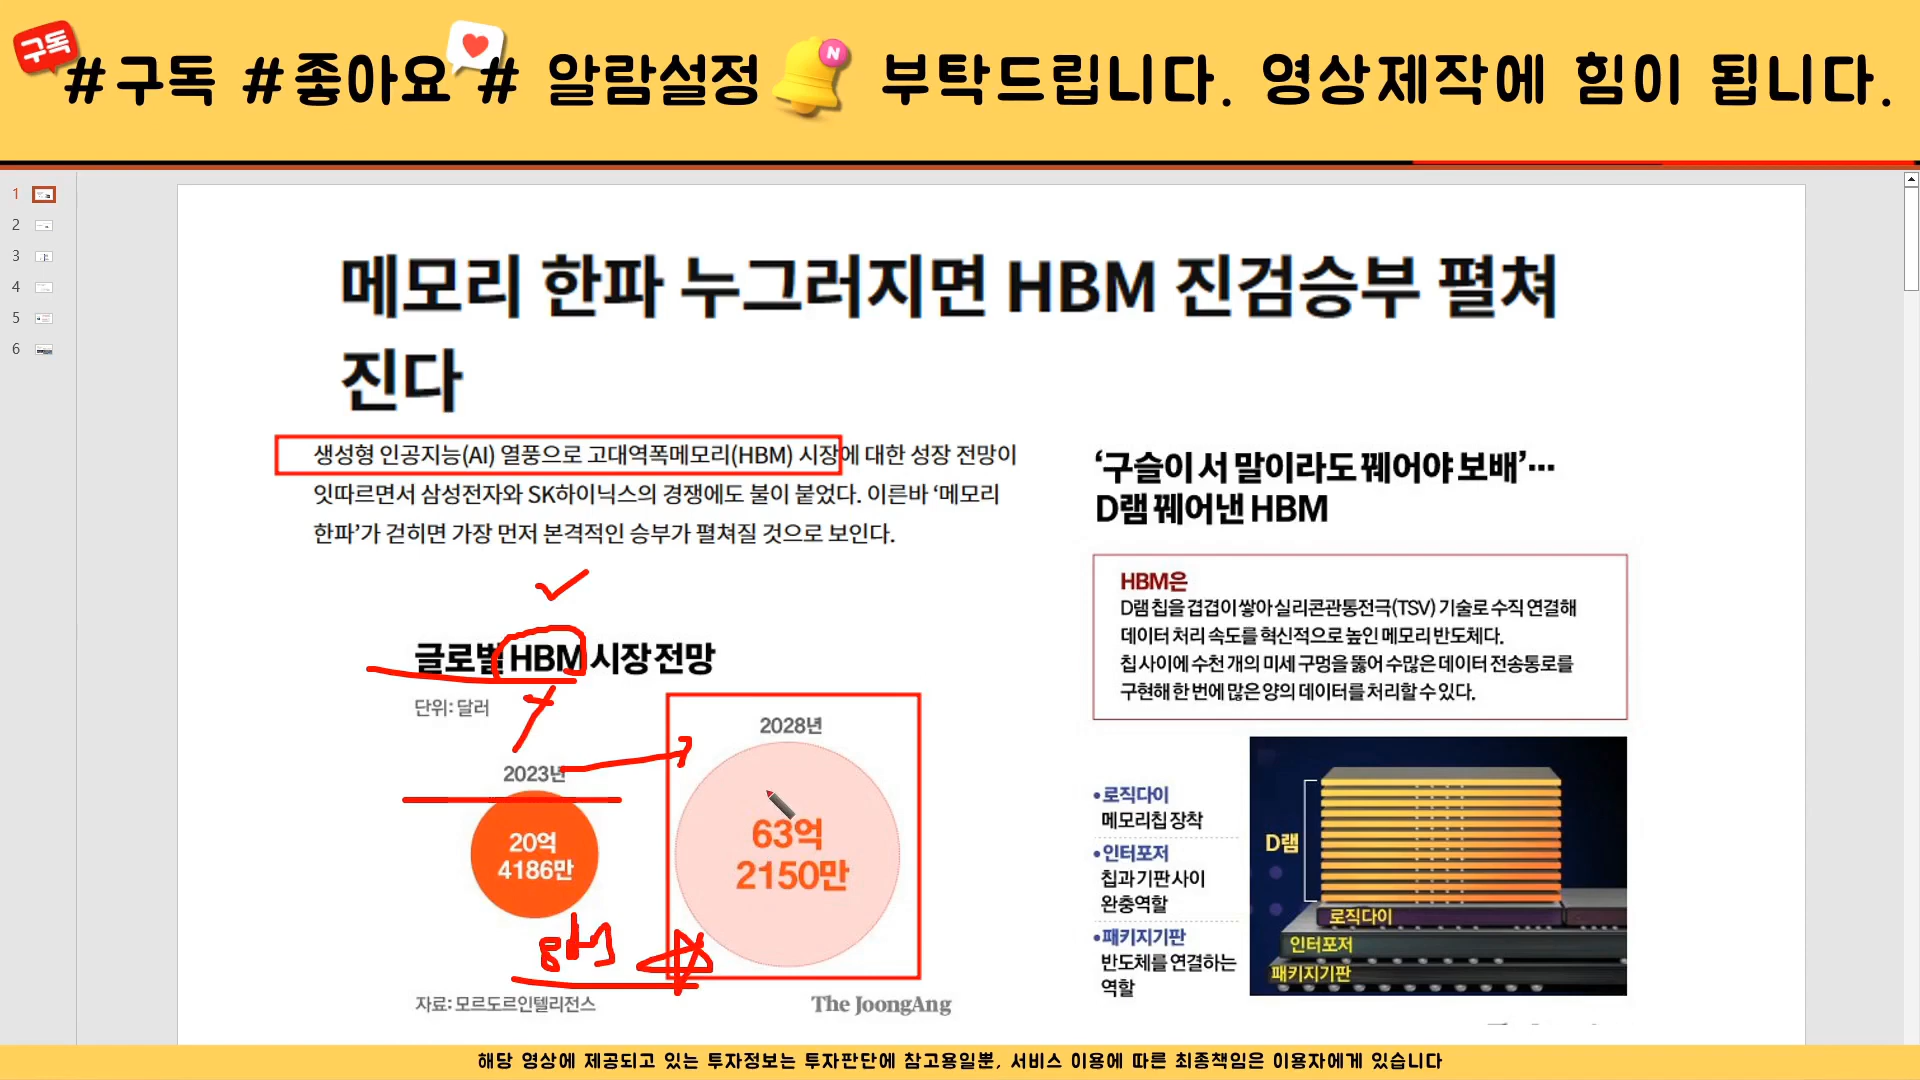 구독
#구독 #좋아요 # 알람설정 N 부탁드립니다. 영상제작에 힘이 됩니다.
1
2
3
4
5
6
메모리 한파 누그러지면 HBM 진검승부 펼쳐
진다
생성형 인공지능(AI) 열풍으로 고대역폭메모리(HBM) 시장에 대한 성장 전망이
잇따르면서 삼성전자와 SK하이닉스의 경쟁에도 불이 붙었다. 이른바 ‘메모리
한파’가 걷히면 가장 먼저 본격적인 승부가 펼쳐질 것으로 보인다.
글로벌 HBM 시장 전망
단위: 달러
2023년
20억
4186만
2028년
63억
2150만
자료: 모르도르인텔리전스
The JoongAng
‘구슬이 서 말이라도 꿰어야 보배’…
D램 꿰어낸 HBM
HBM은
D램 칩을 겹겹이 쌓아 실리콘관통전극(TSV) 기술로 수직 연결해
데이터 처리 속도를 혁신적으로 높인 메모리 반도체다.
칩 사이에 수천 개의 미세 구멍을 뚫어 수많은 데이터 전송통로를
구현해 한 번에 많은 양의 데이터를 처리할 수 있다.
•로직다이
메모리칩 장착
•인터포저
칩과 기판 사이
완충역할
•패키지기판
반도체를 연결하는
역할
D램
로직다이
인터포저
패키지기판
해당 영상에 제공되고 있는 투자정보는 투자판단에 참고용일뿐, 서비스 이용에 따른 최종책임은 이용자에게 있습니다